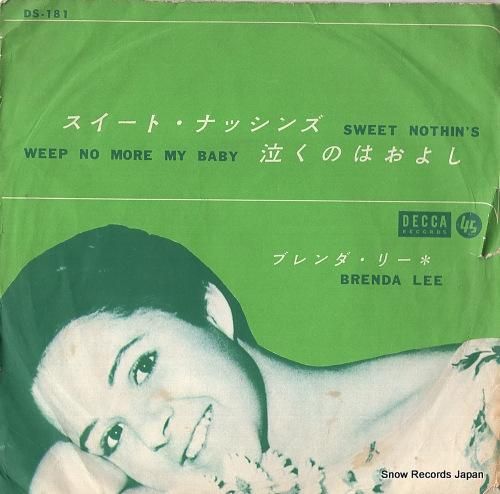 DS-181
スイート・ナッシンズ SWEET NOTHIN'S
WEEP NO MORE MY BABY 泣くのはおよし
DECCA
RECORDS
45
ブレンダ・リー＊
BRENDA LEE
Snow Records Japan